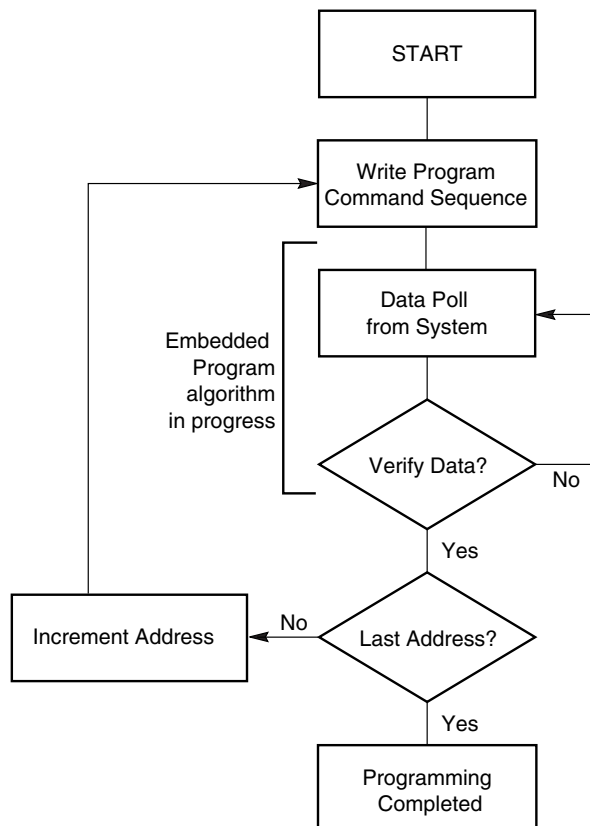 START
Write Program
Command Sequence
Data Poll
from System
Embedded
Program
algorithm
in progress
Verify Data?
No
Yes
Last Address?
No
Increment Address
Yes
Programming
Completed